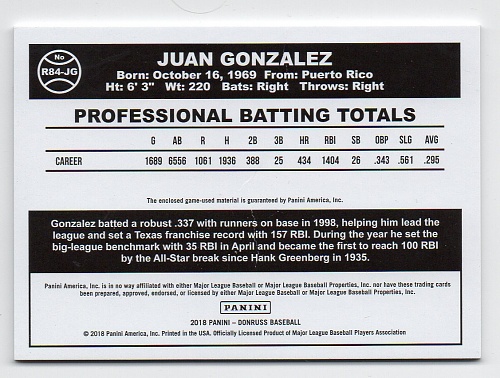 No
R84-JG
JUAN GONZALEZ
Born: October 16, 1969 From: Puerto Rico
Ht: 6' 3" Wt: 220 Bats: Right Throws: Right
PROFESSIONAL BATTING TOTALS
G AB R H 2B 3B HR RBI SB OBP SLG AVG
CAREER 1689 6556 1061 1936 388 25 434 1404 26 .343 .561 .295
The enclosed game-used material is guaranteed by Panini America, Inc.
Gonzalez batted a robust .337 with runners on base in 1998, helping him lead the
league and set a Texas franchise record with 157 RBI. During the year he set the
big-league benchmark with 35 RBI in April and became the first to reach 100 RBI
by the All-Star break since Hank Greenberg in 1935.
Panini America, Inc. is in no way affiliated with either Major League Baseball or Major League Baseball Properties, Inc. nor have these trading cards
been prepared, approved, endorsed, or licensed by either Major League Baseball or Major League Baseball Properties, Inc.
PANINI
2018 PANINI – DONRUSS BASEBALL
© 2018 Panini America, Inc. Printed in the USA. Officially Licensed Product of Major League Baseball Players Association